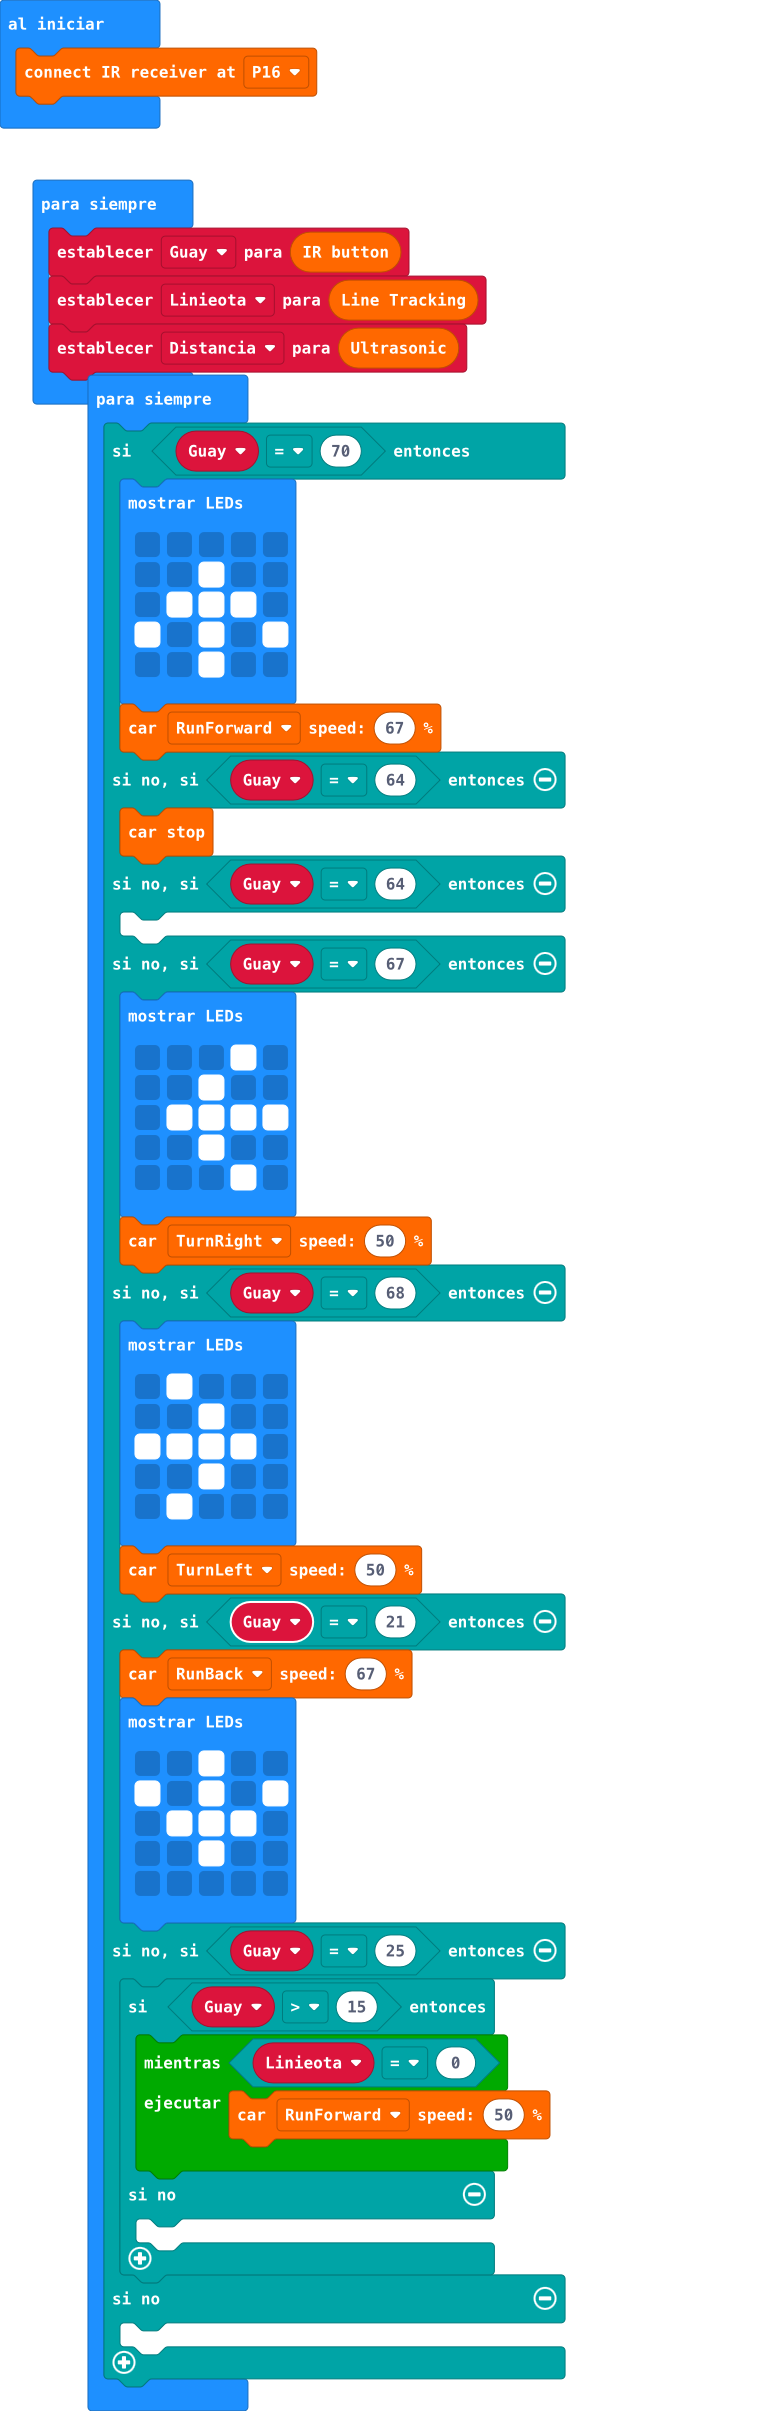 al iniciar
connect IR receiver at P16
para siempre
establecer Guay para IR button
establecer Linieota para Line Tracking
establecer Distancia para Ultrasonic
para siempre
si Guay = 70 entonces
mostrar LEDs
car RunForward speed: 67 %
si no, si Guay = 64 entonces
car stop
si no, si Guay = 64 entonces
si no, si Guay = 67 entonces
mostrar LEDs
car TurnRight speed: 50 %
si no, si Guay = 68 entonces
mostrar LEDs
car TurnLeft speed: 50 %
si no, si Guay = 21 entonces
car RunBack speed: 67 %
mostrar LEDs
si no, si Guay = 25 entonces
si Guay > 15 entonces
mientras Linieota = 0
ejecutar car RunForward speed: 50 %
si no
si no